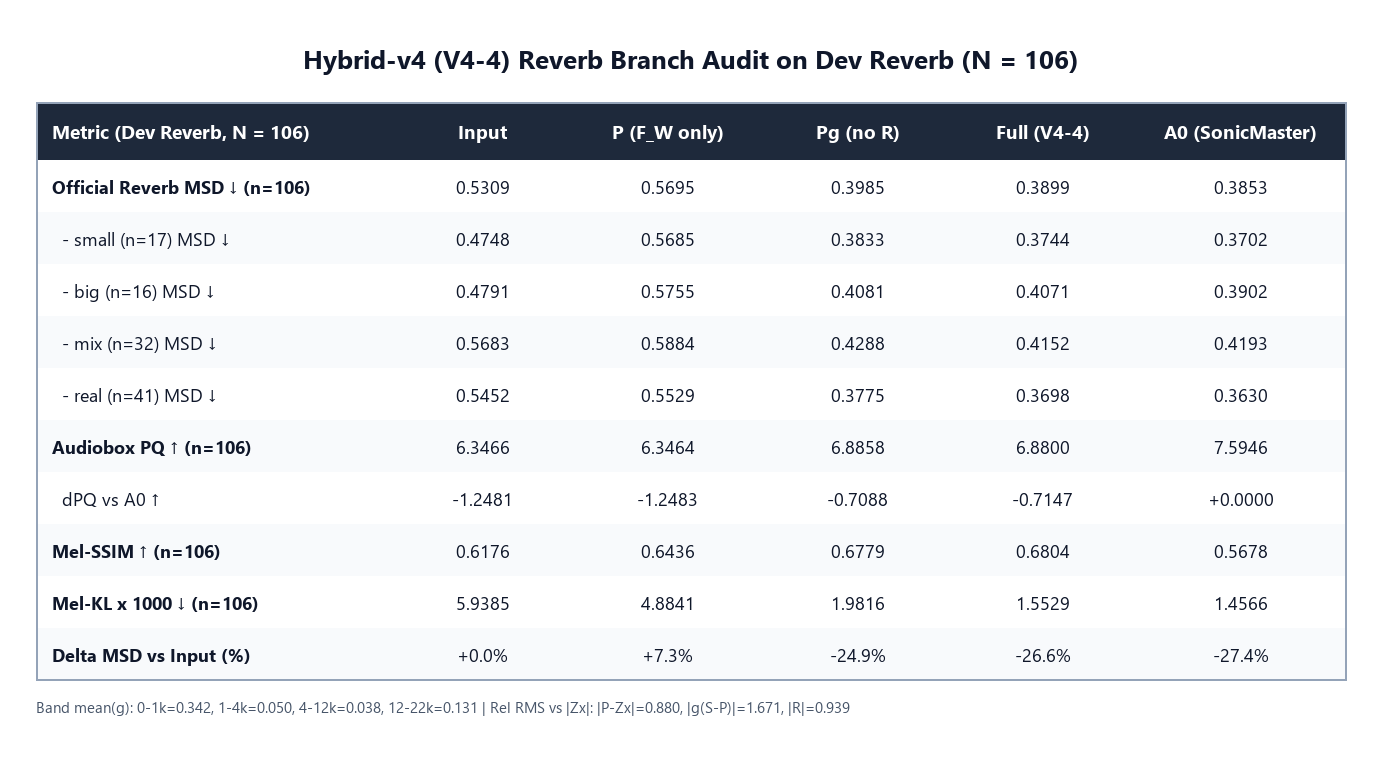 Hybrid-v4 (V4-4) Reverb Branch Audit on Dev Reverb (N = 106)
Metric (Dev Reverb, N = 106) Input P (F_W only) Pg (no R) Full (V4-4) A0 (SonicMaster)
Official Reverb MSD ↓ (n=106) 0.5309 0.5695 0.3985 0.3899 0.3853
- small (n=17) MSD ↓ 0.4748 0.5685 0.3833 0.3744 0.3702
- big (n=16) MSD ↓ 0.4791 0.5755 0.4081 0.4071 0.3902
- mix (n=32) MSD ↓ 0.5683 0.5884 0.4288 0.4152 0.4193
- real (n=41) MSD ↓ 0.5452 0.5529 0.3775 0.3698 0.3630
Audiobox PQ ↑ (n=106) 6.3466 6.3464 6.8858 6.8800 7.5946
dPQ vs A0 ↑ -1.2481 -1.2483 -0.7088 -0.7147 +0.0000
Mel-SSIM ↑ (n=106) 0.6176 0.6436 0.6779 0.6804 0.5678
Mel-KL x 1000 ↓ (n=106) 5.9385 4.8841 1.9816 1.5529 1.4566
Delta MSD vs Input (%) +0.0% +7.3% -24.9% -26.6% -27.4%
Band mean(g): 0-1k=0.342, 1-4k=0.050, 4-12k=0.038, 12-22k=0.131 | Rel RMS vs |Zx|: |P-Zx|=0.880, |g(S-P)|=1.671, |R|=0.939